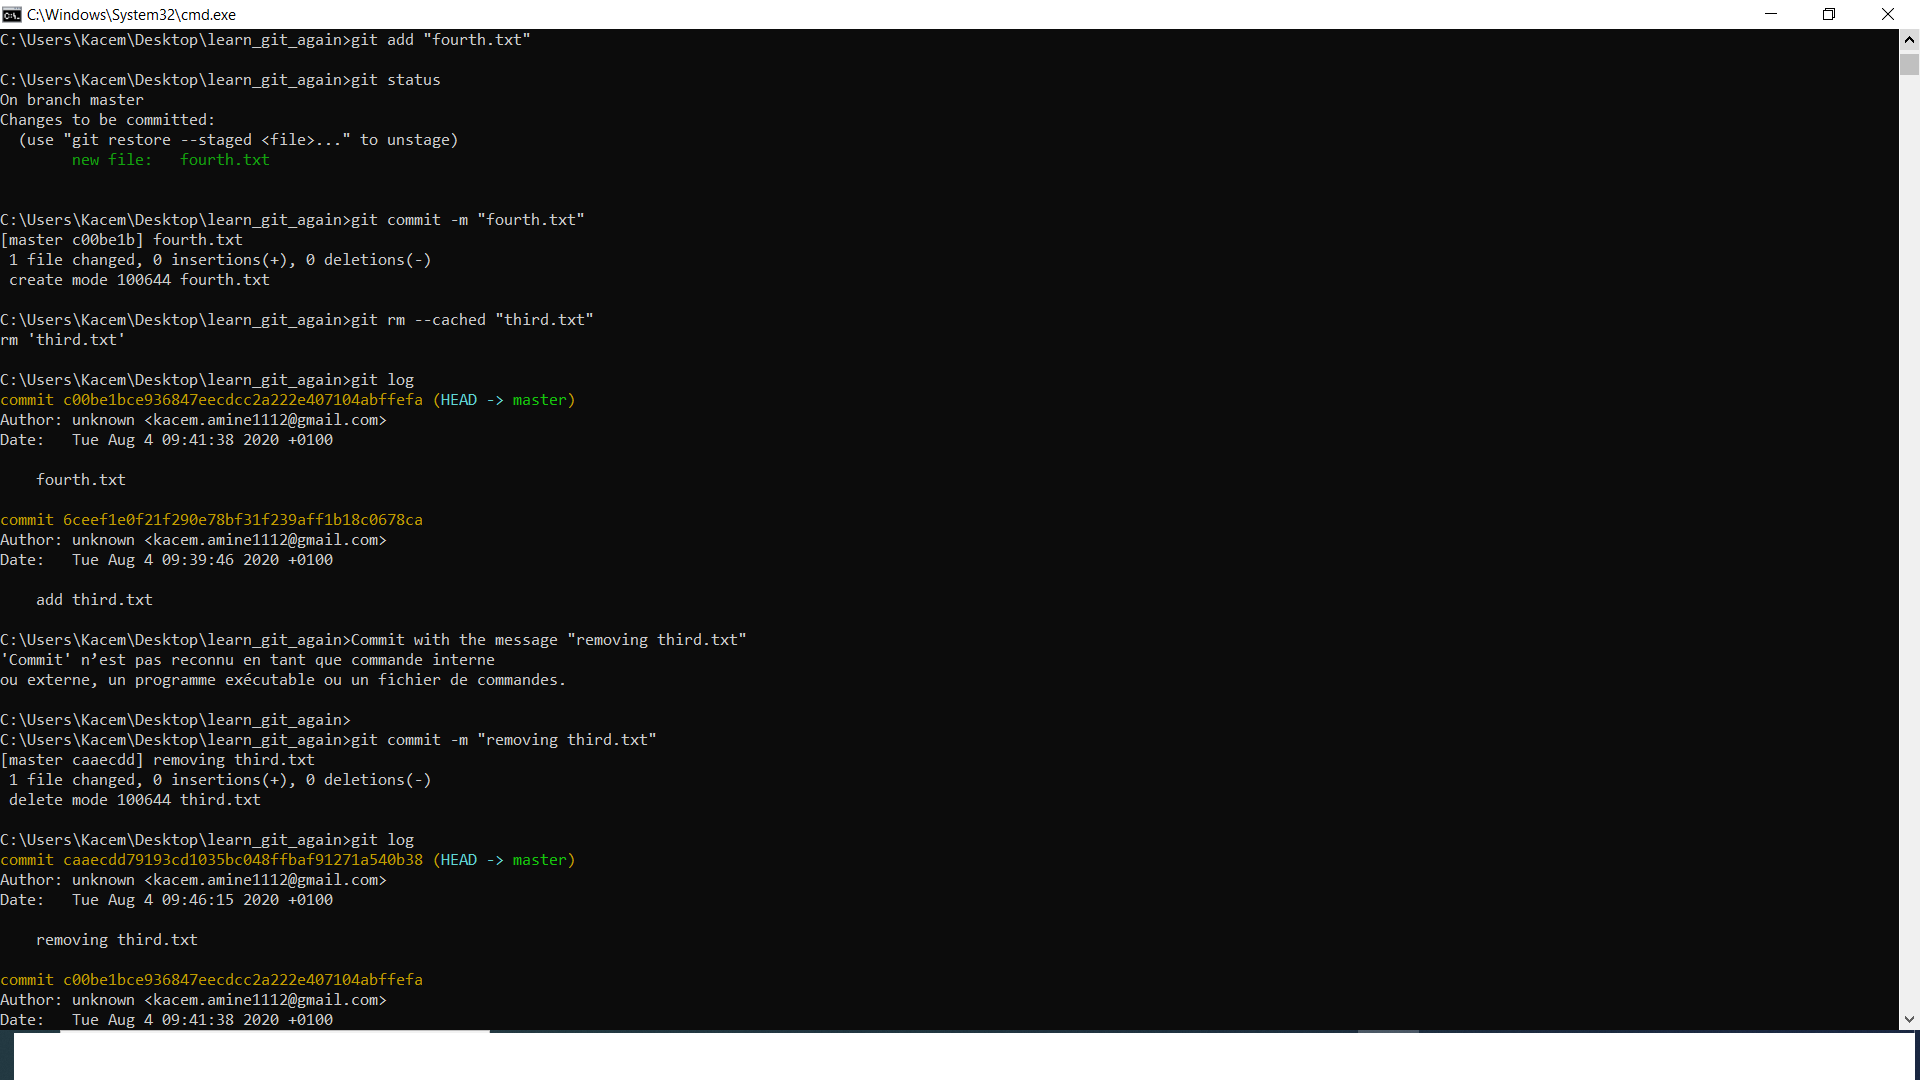 C:\Windows\System32\cmd.exe
C:\Users\Kacem\Desktop\learn_git_again>git add "fourth.txt"
C:\Users\Kacem\Desktop\learn_git_again>git status
On branch master
Changes to be committed:
  (use "git restore --staged <file>..." to unstage)
        new file:   fourth.txt
C:\Users\Kacem\Desktop\learn_git_again>git commit -m "fourth.txt"
[master c00be1b] fourth.txt
 1 file changed, 0 insertions(+), 0 deletions(-)
 create mode 100644 fourth.txt
C:\Users\Kacem\Desktop\learn_git_again>git rm --cached "third.txt"
rm 'third.txt'
C:\Users\Kacem\Desktop\learn_git_again>git log
commit c00be1bce936847eecdcc2a222e407104abffefa (HEAD -> master)
Author: unknown <kacem.amine1112@gmail.com>
Date:   Tue Aug 4 09:41:38 2020 +0100
    fourth.txt
commit 6ceef1e0f21f290e78bf31f239aff1b18c0678ca
Author: unknown <kacem.amine1112@gmail.com>
Date:   Tue Aug 4 09:39:46 2020 +0100
    add third.txt
C:\Users\Kacem\Desktop\learn_git_again>Commit with the message "removing third.txt"
'Commit' n’est pas reconnu en tant que commande interne
ou externe, un programme exécutable ou un fichier de commandes.
C:\Users\Kacem\Desktop\learn_git_again>
C:\Users\Kacem\Desktop\learn_git_again>git commit -m "removing third.txt"
[master caaecdd] removing third.txt
 1 file changed, 0 insertions(+), 0 deletions(-)
 delete mode 100644 third.txt
C:\Users\Kacem\Desktop\learn_git_again>git log
commit caaecdd79193cd1035bc048ffbaf91271a540b38 (HEAD -> master)
Author: unknown <kacem.amine1112@gmail.com>
Date:   Tue Aug 4 09:46:15 2020 +0100
    removing third.txt
commit c00be1bce936847eecdcc2a222e407104abffefa
Author: unknown <kacem.amine1112@gmail.com>
Date:   Tue Aug 4 09:41:38 2020 +0100